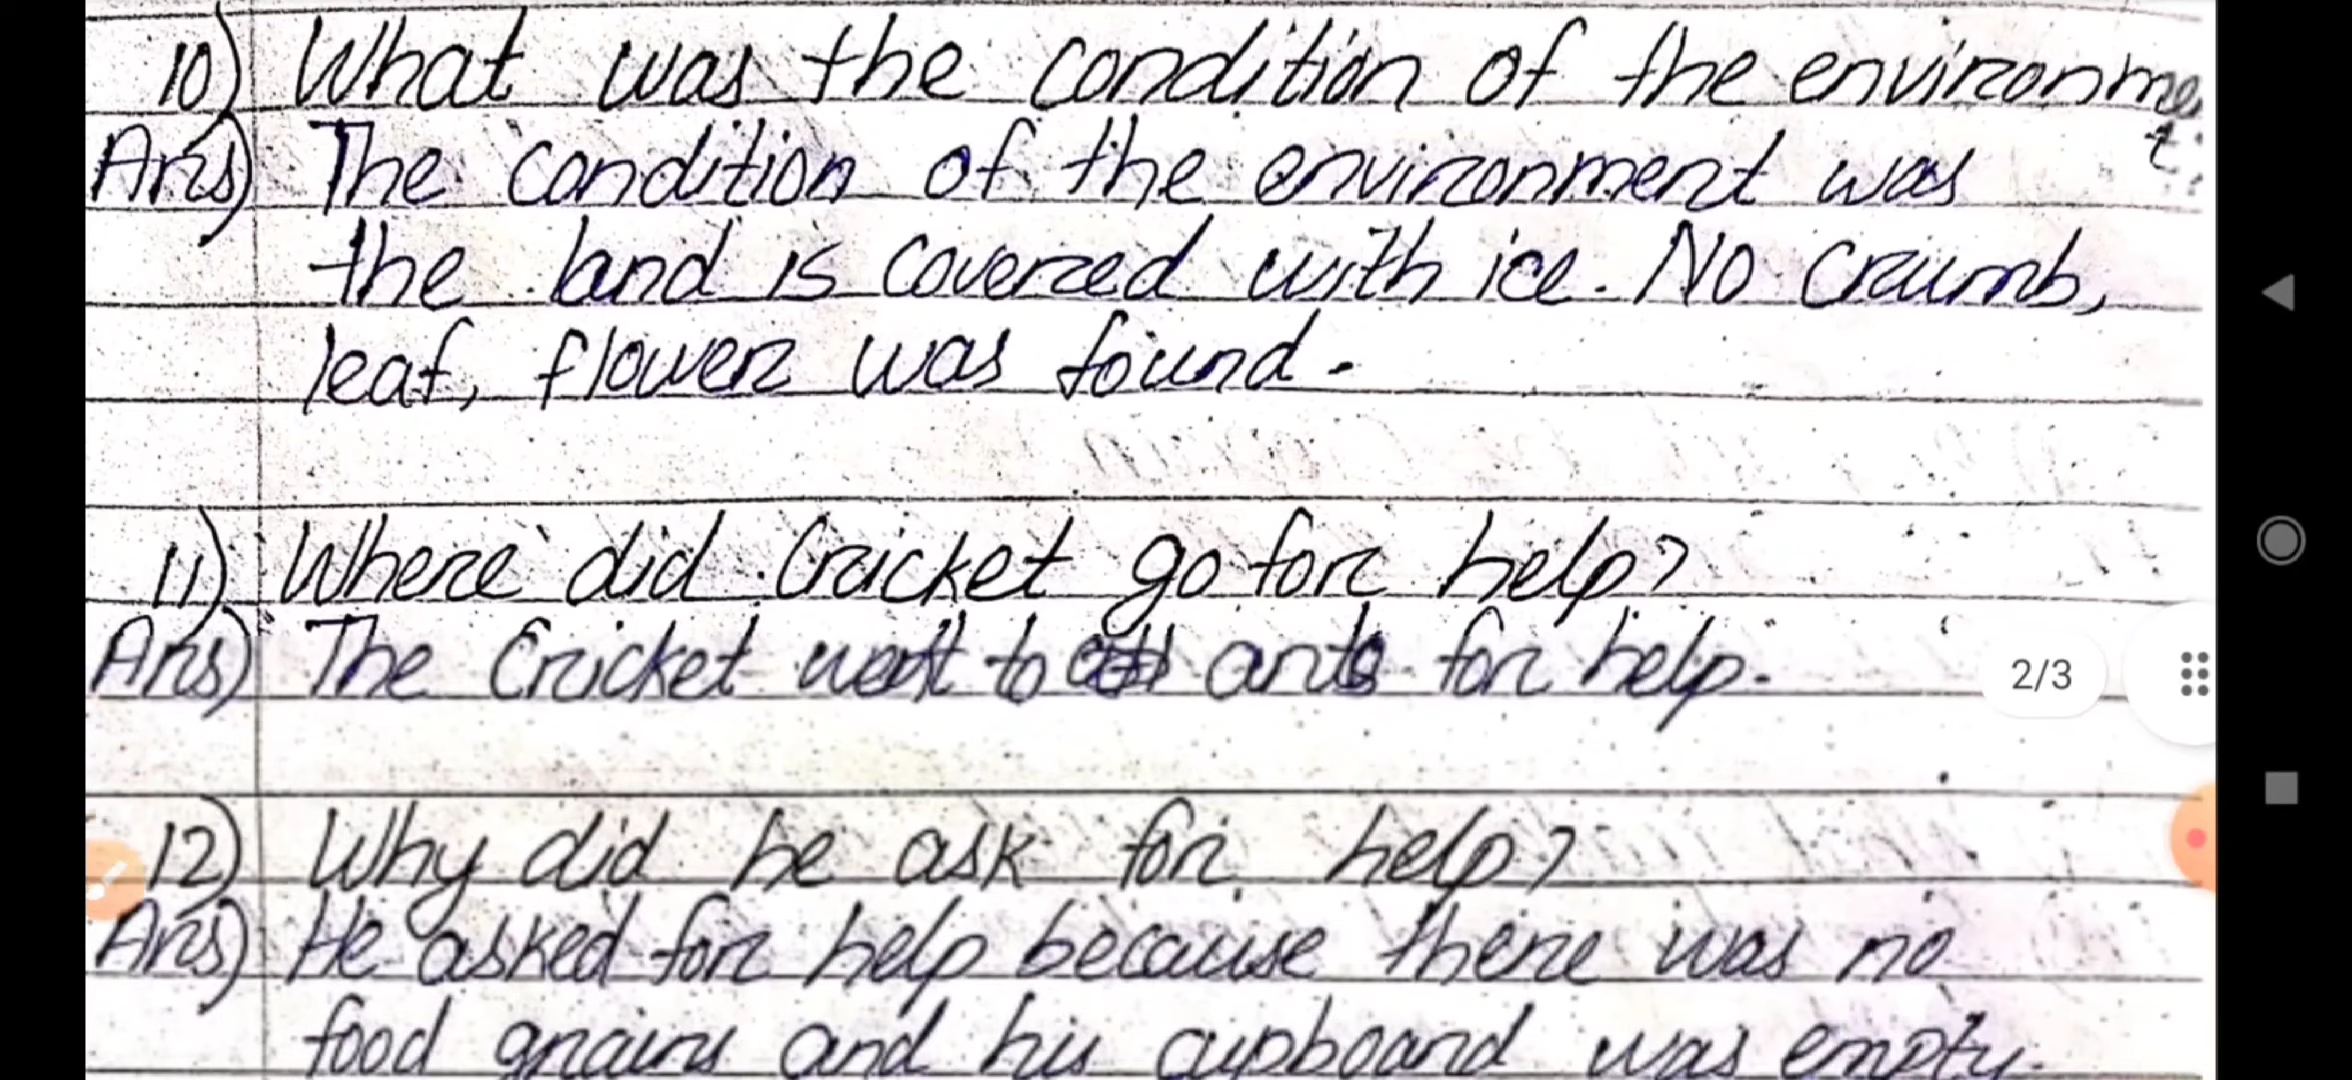 10) What was the condition of the environme
t
Ans) The condition of the environment was
the land is covered with ice. No Crumb,
leaf, flower was found.
11) Where did Cricket go for help?
Ans) The Cricket went to ants for help.
2/3
12) Why did he ask for help?
Ans) He asked for help because there was no
food grains and his cupboard was empty.